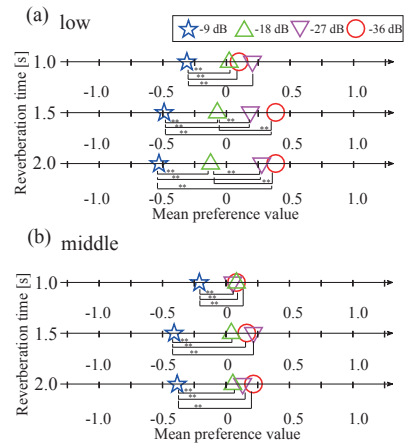 (a) low
-9 dB -18 dB -27 dB -36 dB
Reverberation time [s]
1.0
** ** **
-1.0 -0.5 0 0.5 1.0
1.5
** ** ** ** **
-1.0 -0.5 0 0.5 1.0
2.0
** ** ** ** **
-1.0 -0.5 0 0.5 1.0
Mean preference value
(b) middle
Reverberation time [s]
1.0
** ** **
-1.0 -0.5 0 0.5 1.0
1.5
** ** **
-1.0 -0.5 0 0.5 1.0
2.0
** ** **
-1.0 -0.5 0 0.5 1.0
Mean preference value